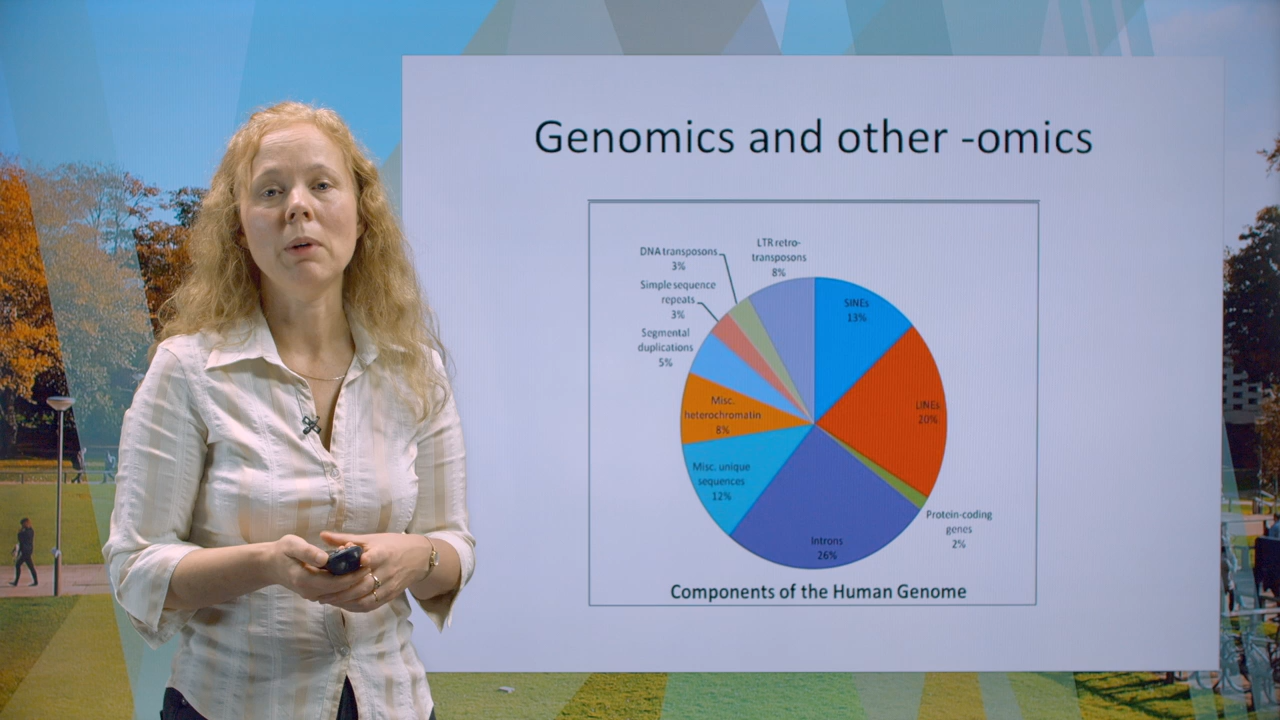 Genomics and other -omics
DNA transposons
3%
LTR retro-
transposons
8%
Simple sequence
repeats
3%
Segmental
duplications
5%
SINEs
13%
Misc.
heterochromatin
8%
LINEs
20%
Misc. unique
sequences
12%
Protein-coding
genes
2%
Introns
26%
Components of the Human Genome